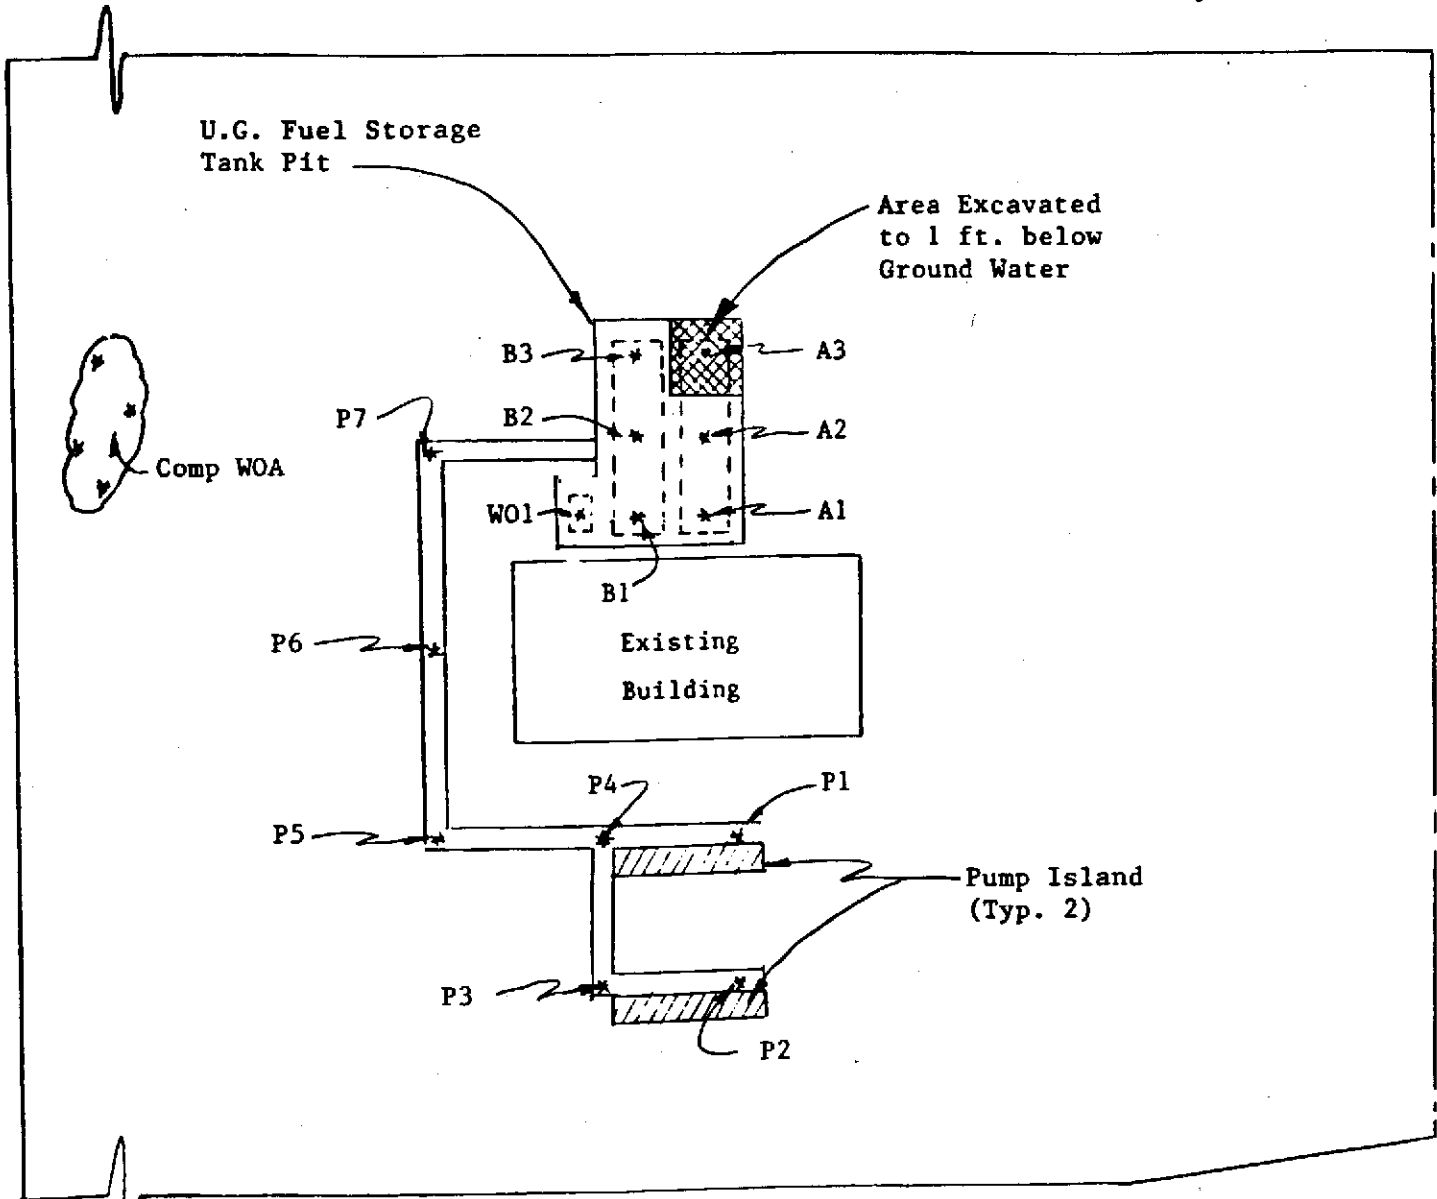 U.G. Fuel Storage
Tank Pit
Area Excavated
to 1 ft. below
Ground Water
B3
A3
P7
B2
A2
Comp WOA
WO1
A1
B1
P6
Existing
Building
P4
P1
P5
Pump Island
(Typ. 2)
P3
P2